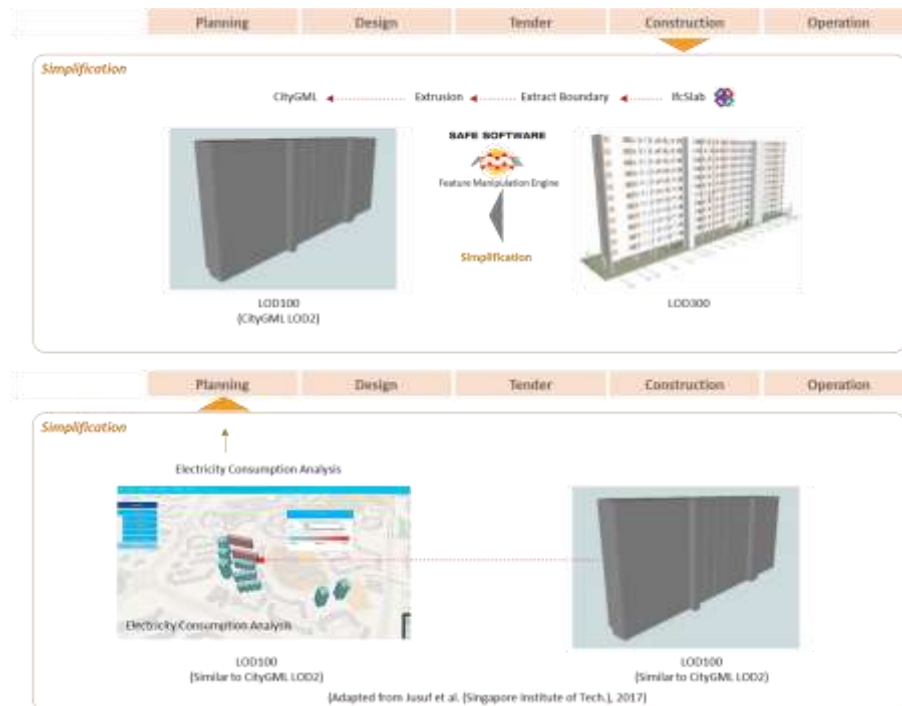 Planning Design Tender Construction Operation
Simplification
CityGML Extrusion Extract Boundary IfcSlab
SAFE SOFTWARE
Feature Manipulation Engine
Simplification
LOD100
(CityGML LOD2)
LOD300
Planning Design Tender Construction Operation
Simplification
Electricity Consumption Analysis
Electricity Consumption Analysis
LOD100
(Similar to CityGML LOD2)
LOD100
(Similar to CityGML LOD2)
(Adapted from Jusuf et al. (Singapore Institute of Tech.), 2017)